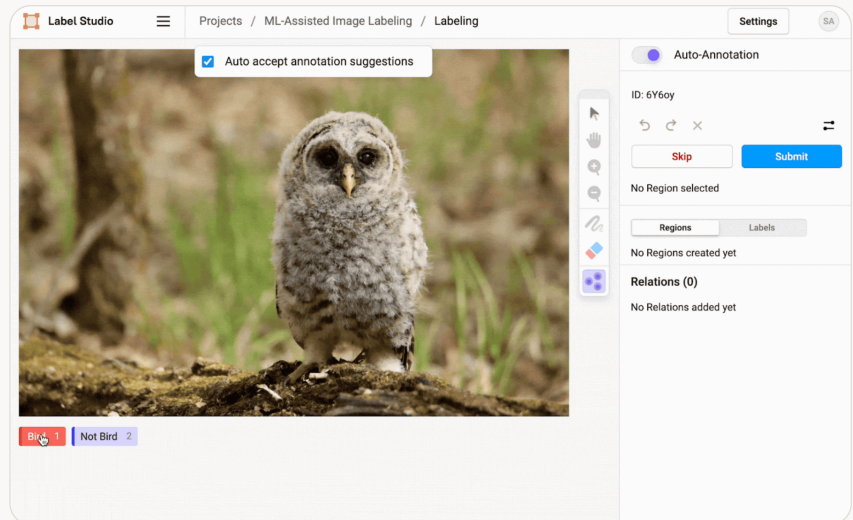 Label Studio
Projects / ML-Assisted Image Labeling / Labeling
Settings
SA
Auto accept annotation suggestions
Auto-Annotation
ID: 6Y6oy
Skip
Submit
No Region selected
Regions
Labels
No Regions created yet
Relations (0)
No Relations added yet
1
Not Bird 2